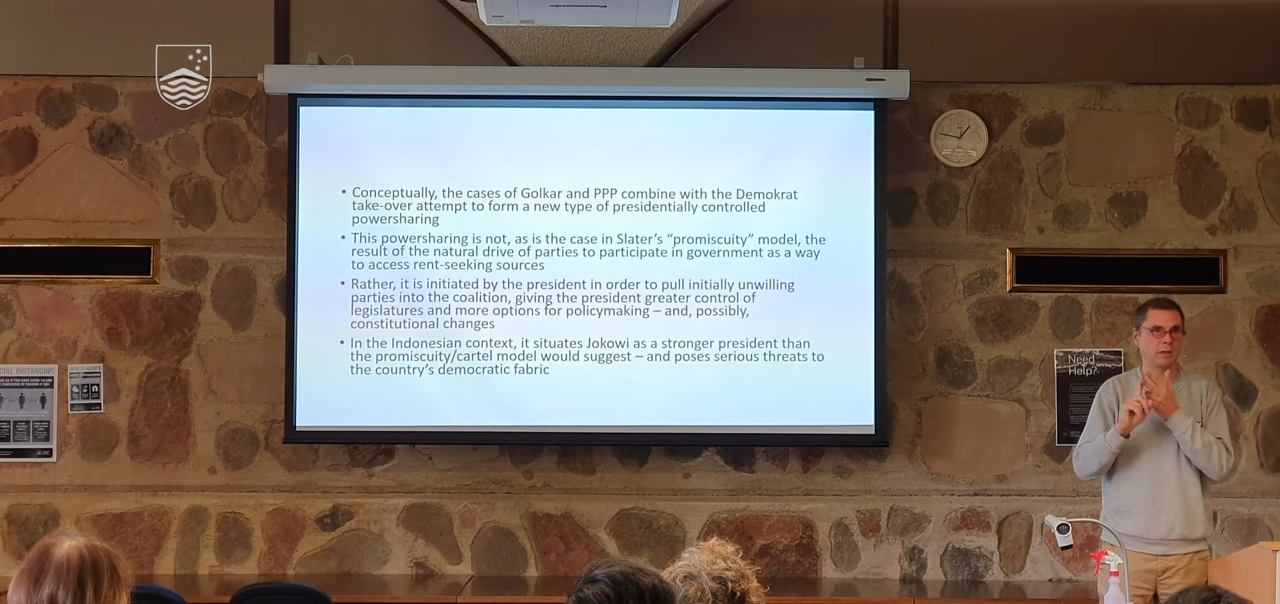 • Conceptually, the cases of Golkar and PPP combine with the Demokrat
take-over attempt to form a new type of presidentially controlled
powersharing
• This powersharing is not, as is the case in Slater's "promiscuity" model, the
result of the natural drive of parties to participate in government as a way
to access rent-seeking sources
• Rather, it is initiated by the president in order to pull initially unwilling
parties into the coalition, giving the president greater control of
legislatures and more options for policymaking – and, possibly,
constitutional changes
• In the Indonesian context, it situates Jokowi as a stronger president than
the promiscuity/cartel model would suggest – and poses serious threats to
the country's democratic fabric
Need
Help?
CIAL DISTANCING